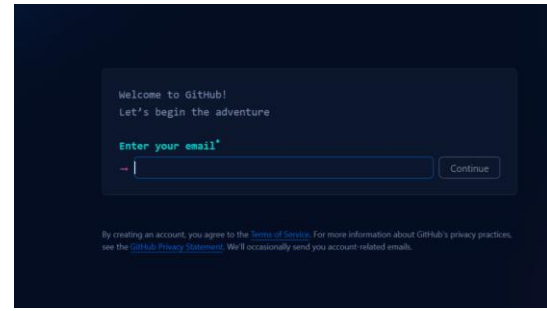 Welcome to GitHub!
Let's begin the adventure
Enter your email*
→
Continue
By creating an account, you agree to the Terms of Service. For more information about GitHub's privacy practices,
see the GitHub Privacy Statement. We'll occasionally send you account-related emails.